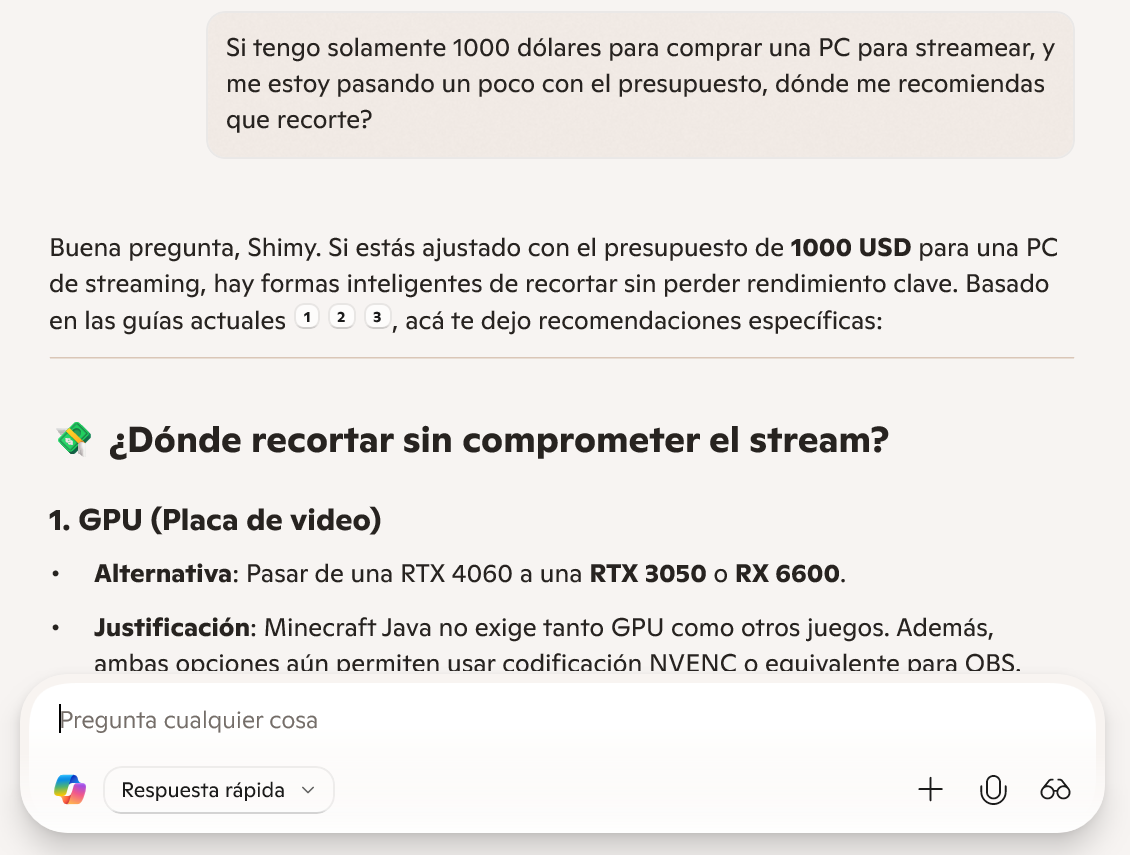 Si tengo solamente 1000 dólares para comprar una PC para streamear, y
me estoy pasando un poco con el presupuesto, dónde me recomiendas
que recorte?
Buena pregunta, Shimy. Si estás ajustado con el presupuesto de 1000 USD para una PC
de streaming, hay formas inteligentes de recortar sin perder rendimiento clave. Basado
en las guías actuales 1 2 3, acá te dejo recomendaciones específicas:
💸 ¿Dónde recortar sin comprometer el stream?
1. GPU (Placa de video)
• Alternativa: Pasar de una RTX 4060 a una RTX 3050 o RX 6600.
• Justificación: Minecraft Java no exige tanto GPU como otros juegos. Además,
ambas opciones aún permiten usar codificación NVENC o equivalente para OBS.
Pregunta cualquier cosa
Respuesta rápida